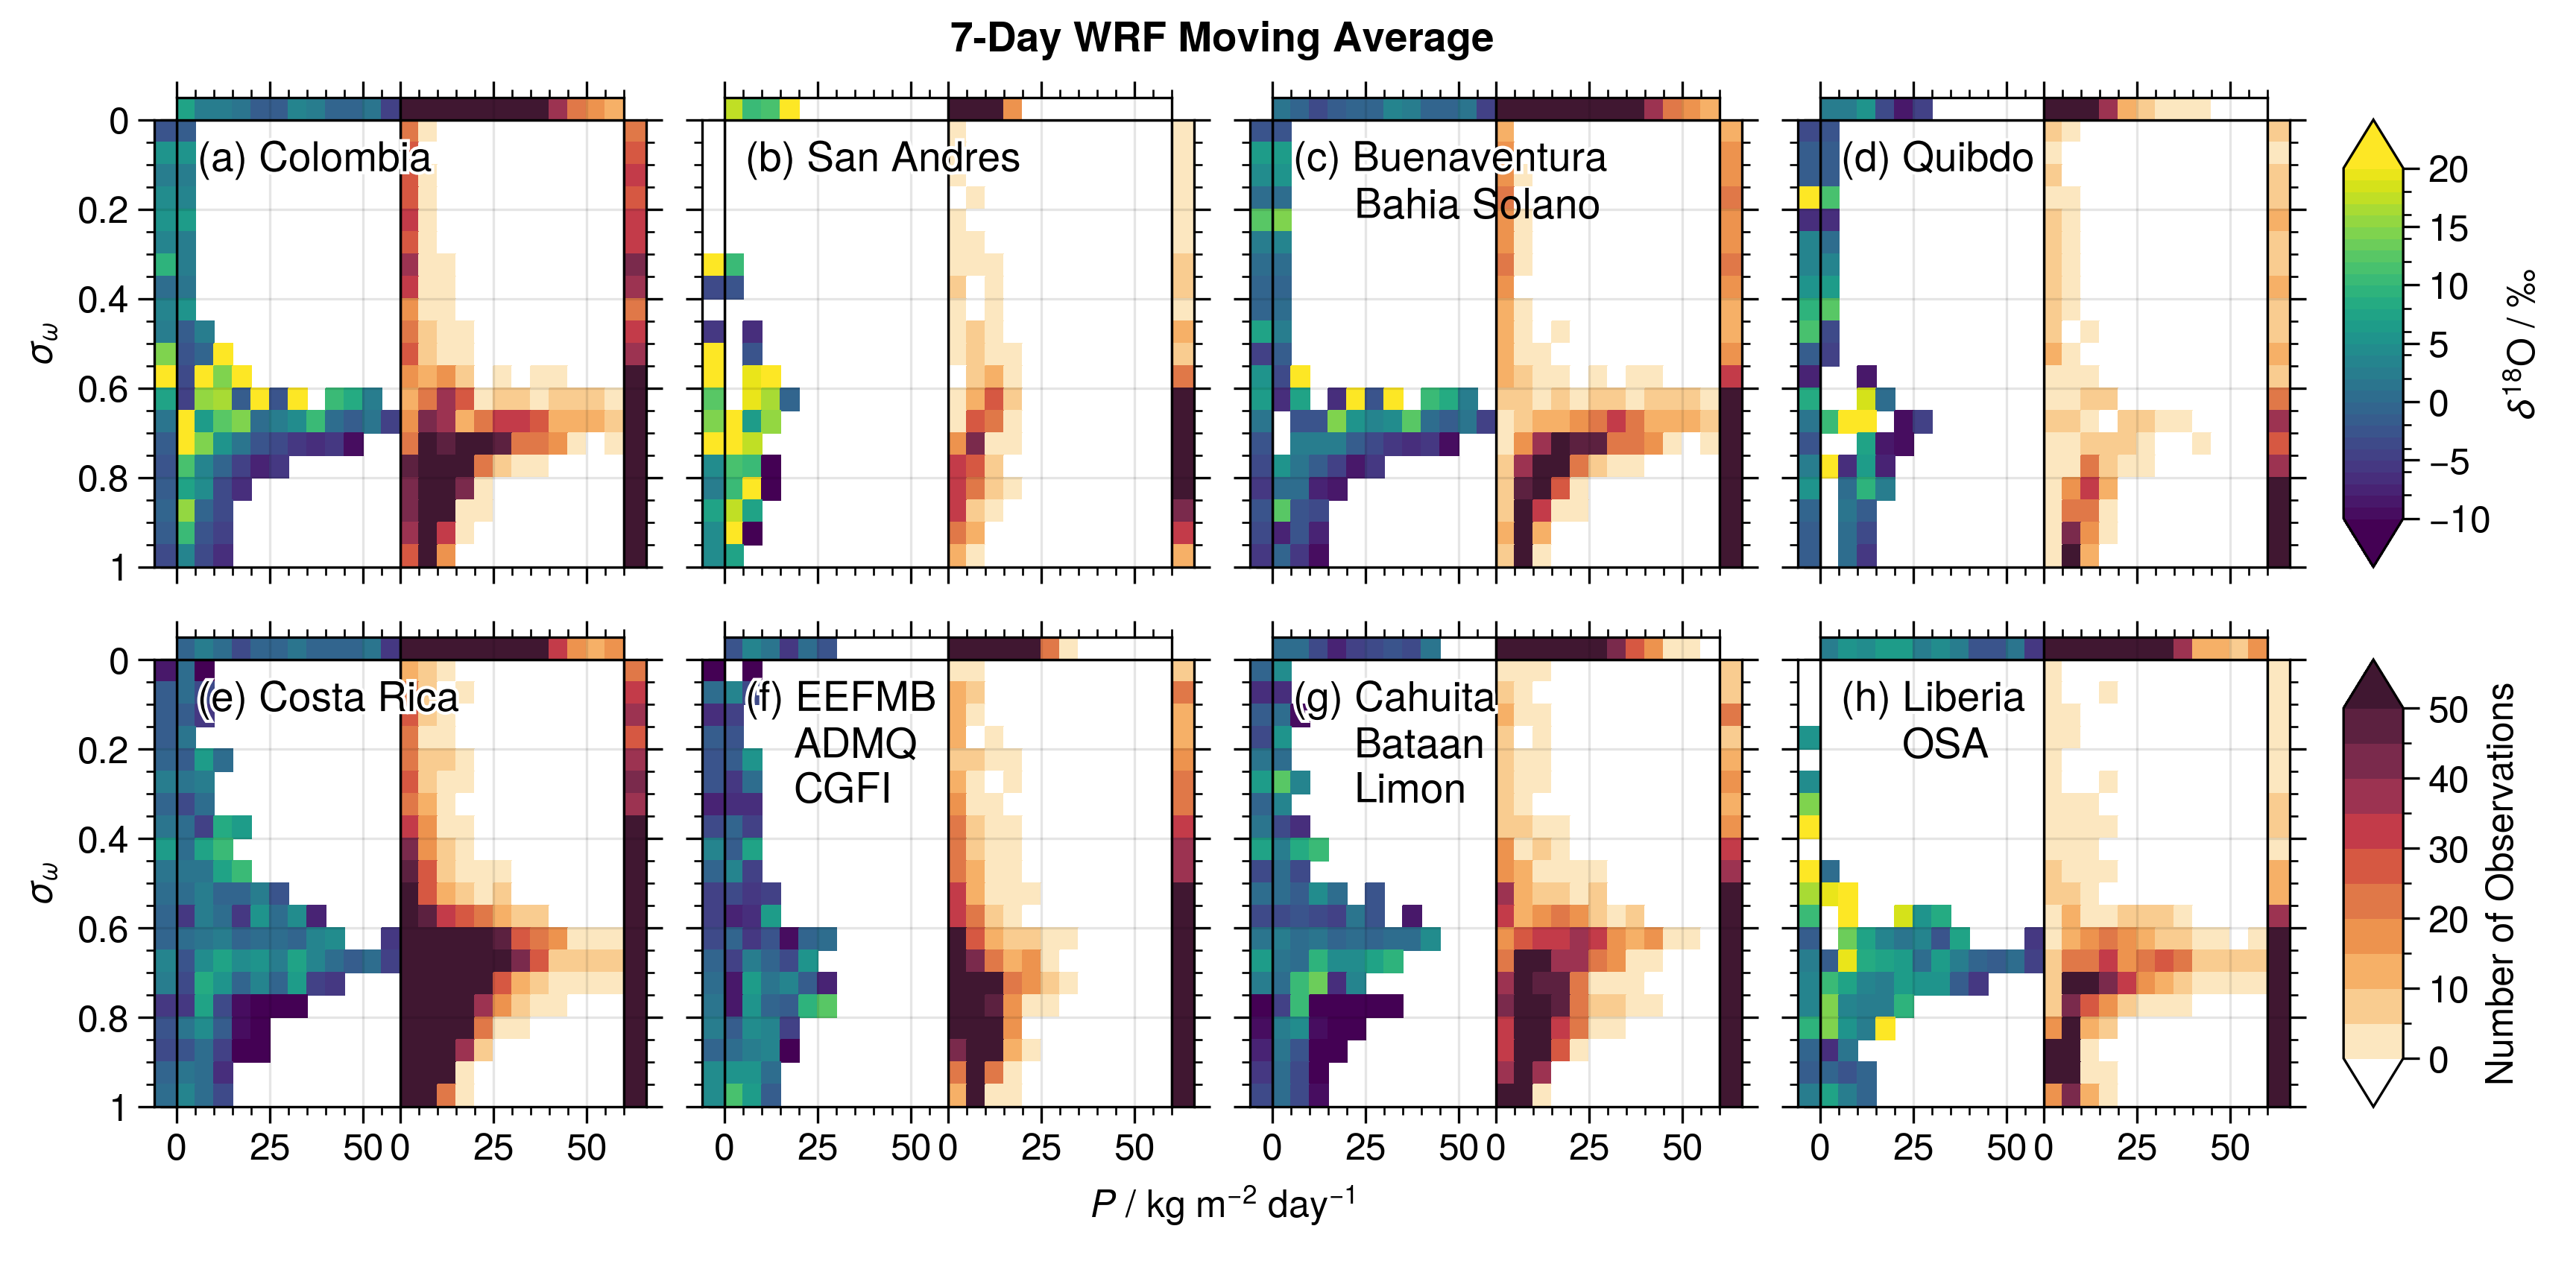 7-Day WRF Moving Average
(a) Colombia
(b) San Andres
(c) Buenaventura
Bahia Solano
(d) Quibdo
0
0.2
0.4
0.6
0.8
1
σω
20
15
10
5
0
−5
−10
δ¹⁸O / ‰
(e) Costa Rica
(f) EEFMB
ADMQ
CGFI
(g) Cahuita
Bataan
Limon
(h) Liberia
OSA
0
0.2
0.4
0.6
0.8
1
σω
50
40
30
20
10
0
Number of Observations
0 25 50 0 25 50 0 25 50 0 25 50 0 25 50 0 25 50 0 25 50 0 25 50
P / kg m⁻² day⁻¹